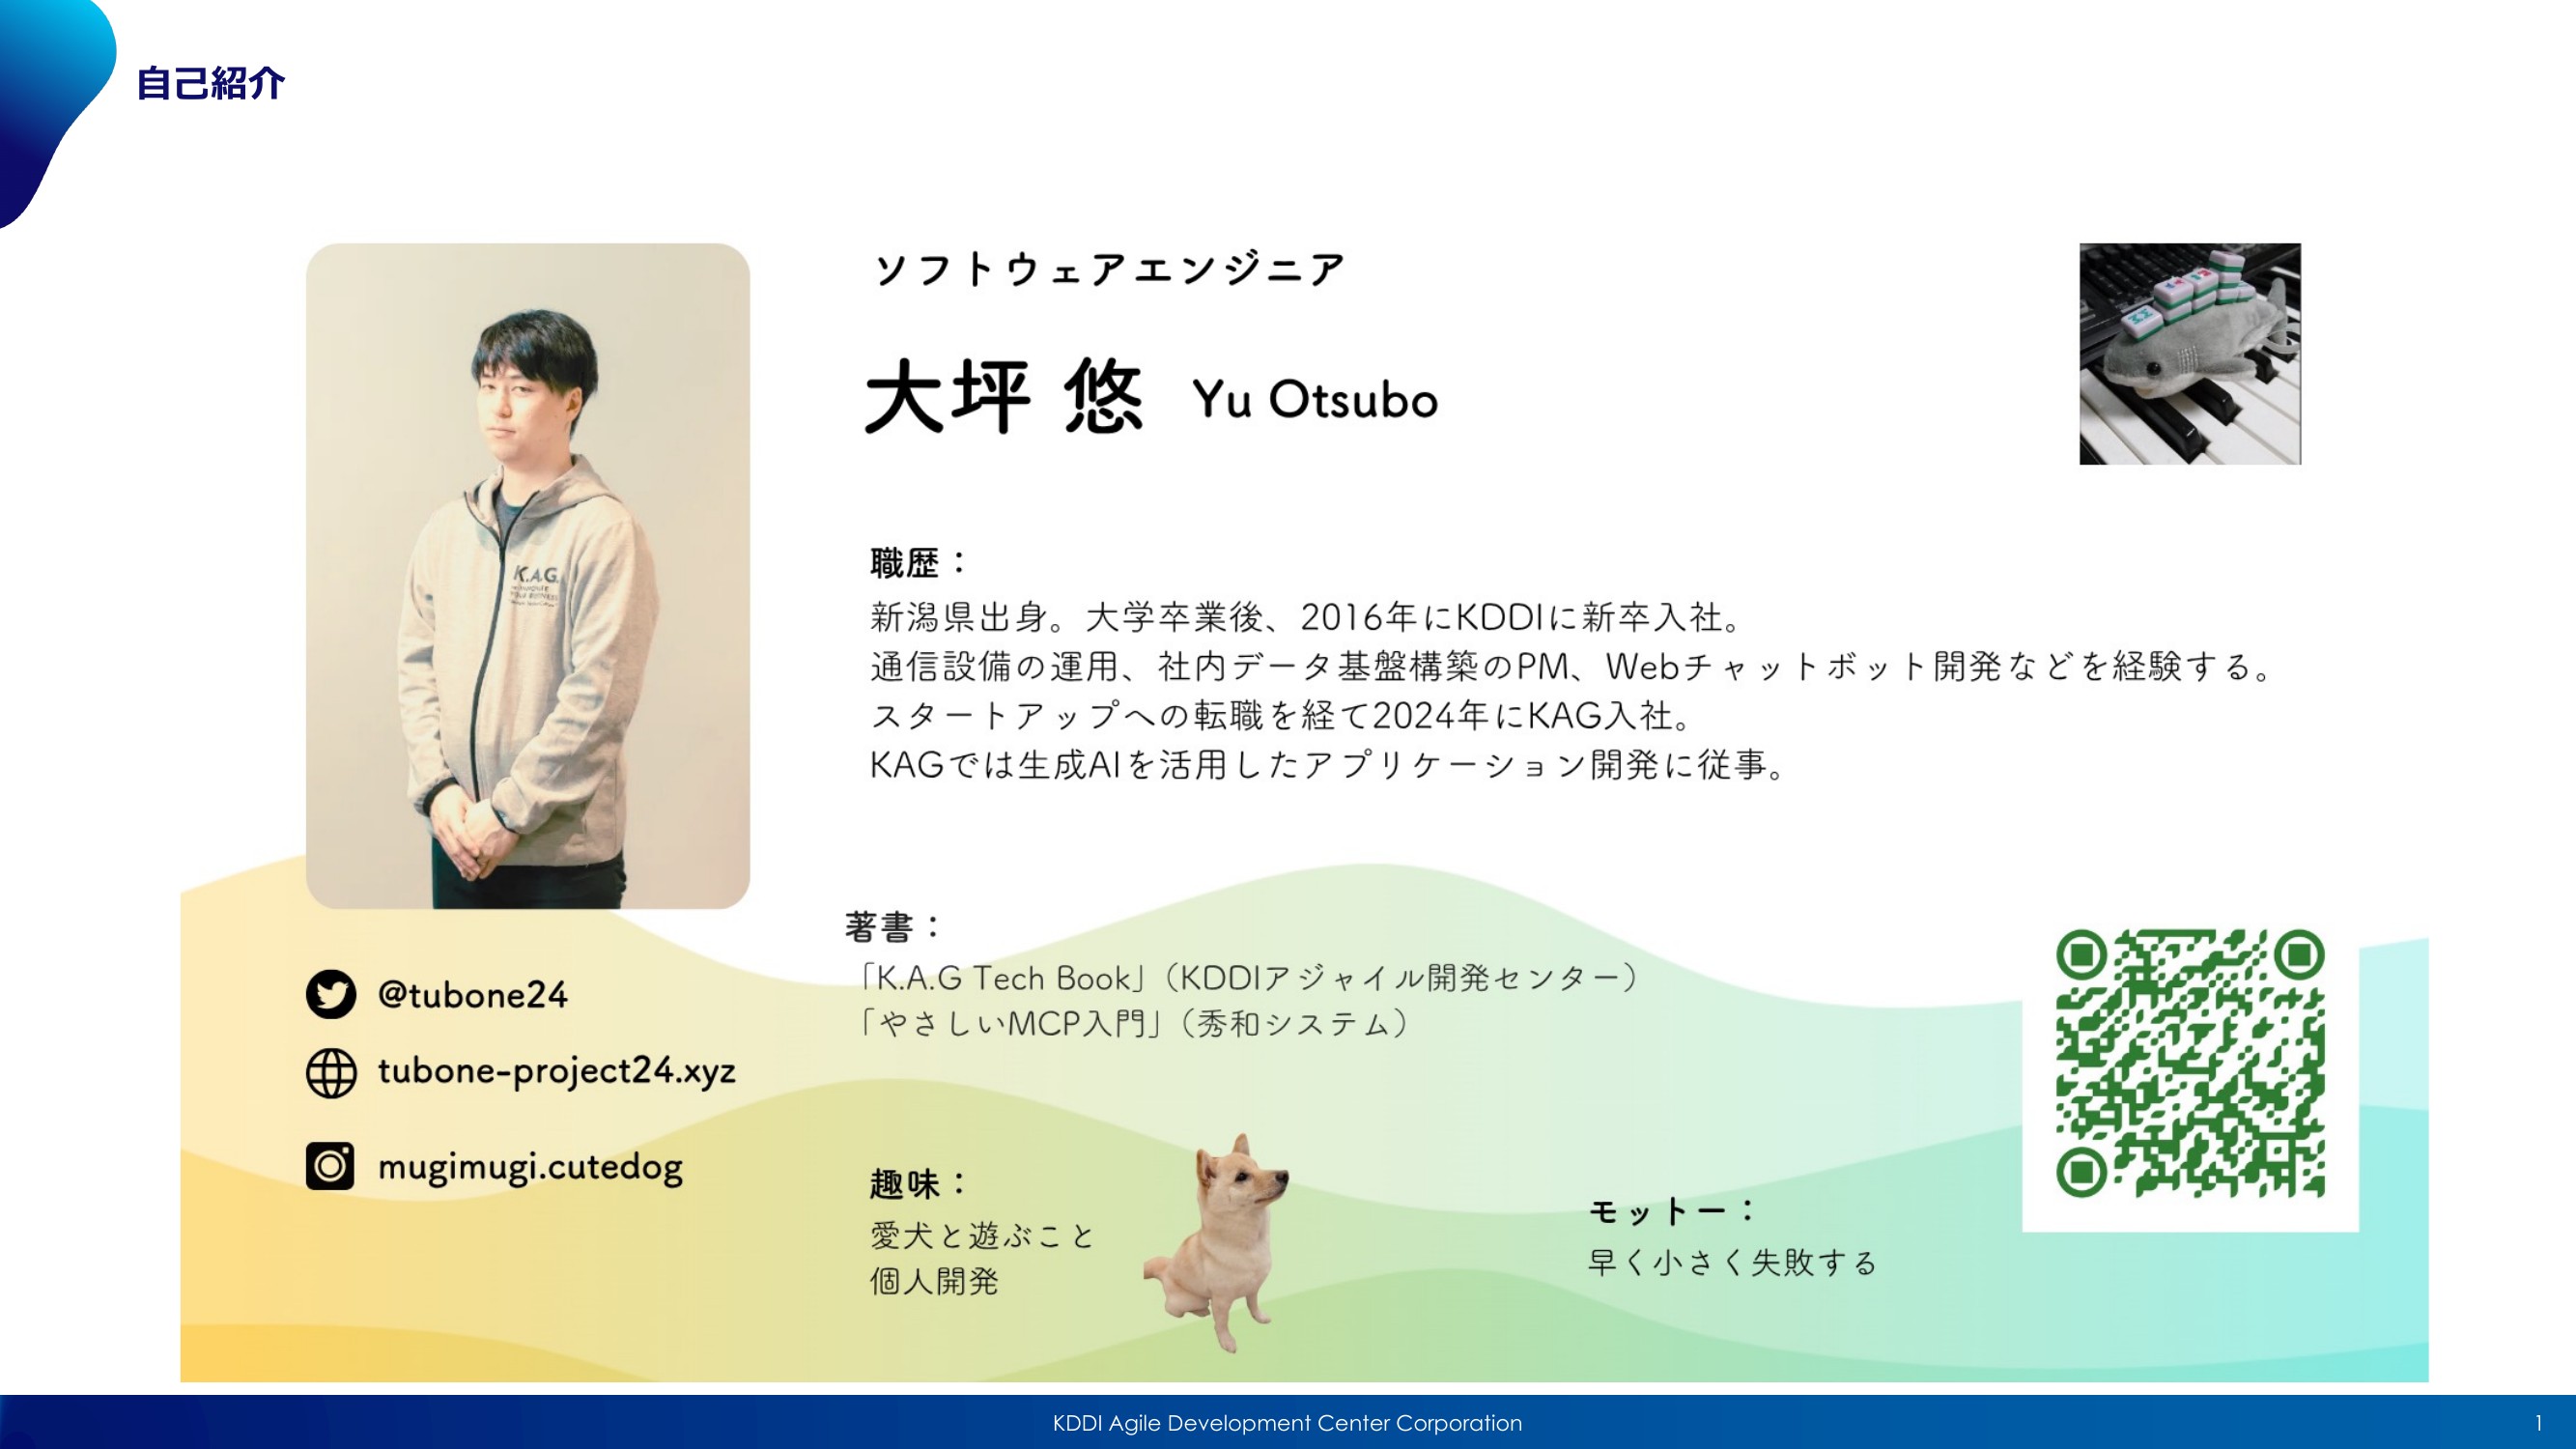 自己紹介
ソフトウェアエンジニア
大坪 悠 Yu Otsubo
職歴：
新潟県出身。大学卒業後、2016年にKDDIに新卒入社。
通信設備の運用、社内データ基盤構築のPM、Webチャットボット開発などを経験する。
スタートアップへの転職を経て2024年にKAG入社。
KAGでは生成AIを活用したアプリケーション開発に従事。
K.A.G.
著書：
「K.A.G Tech Book」（KDDIアジャイル開発センター）
「やさしいMCP入門」（秀和システム）
@tubone24
tubone-project24.xyz
mugimugi.cutedog
趣味：
愛犬と遊ぶこと
個人開発
モットー：
早く小さく失敗する
KDDI Agile Development Center Corporation
1